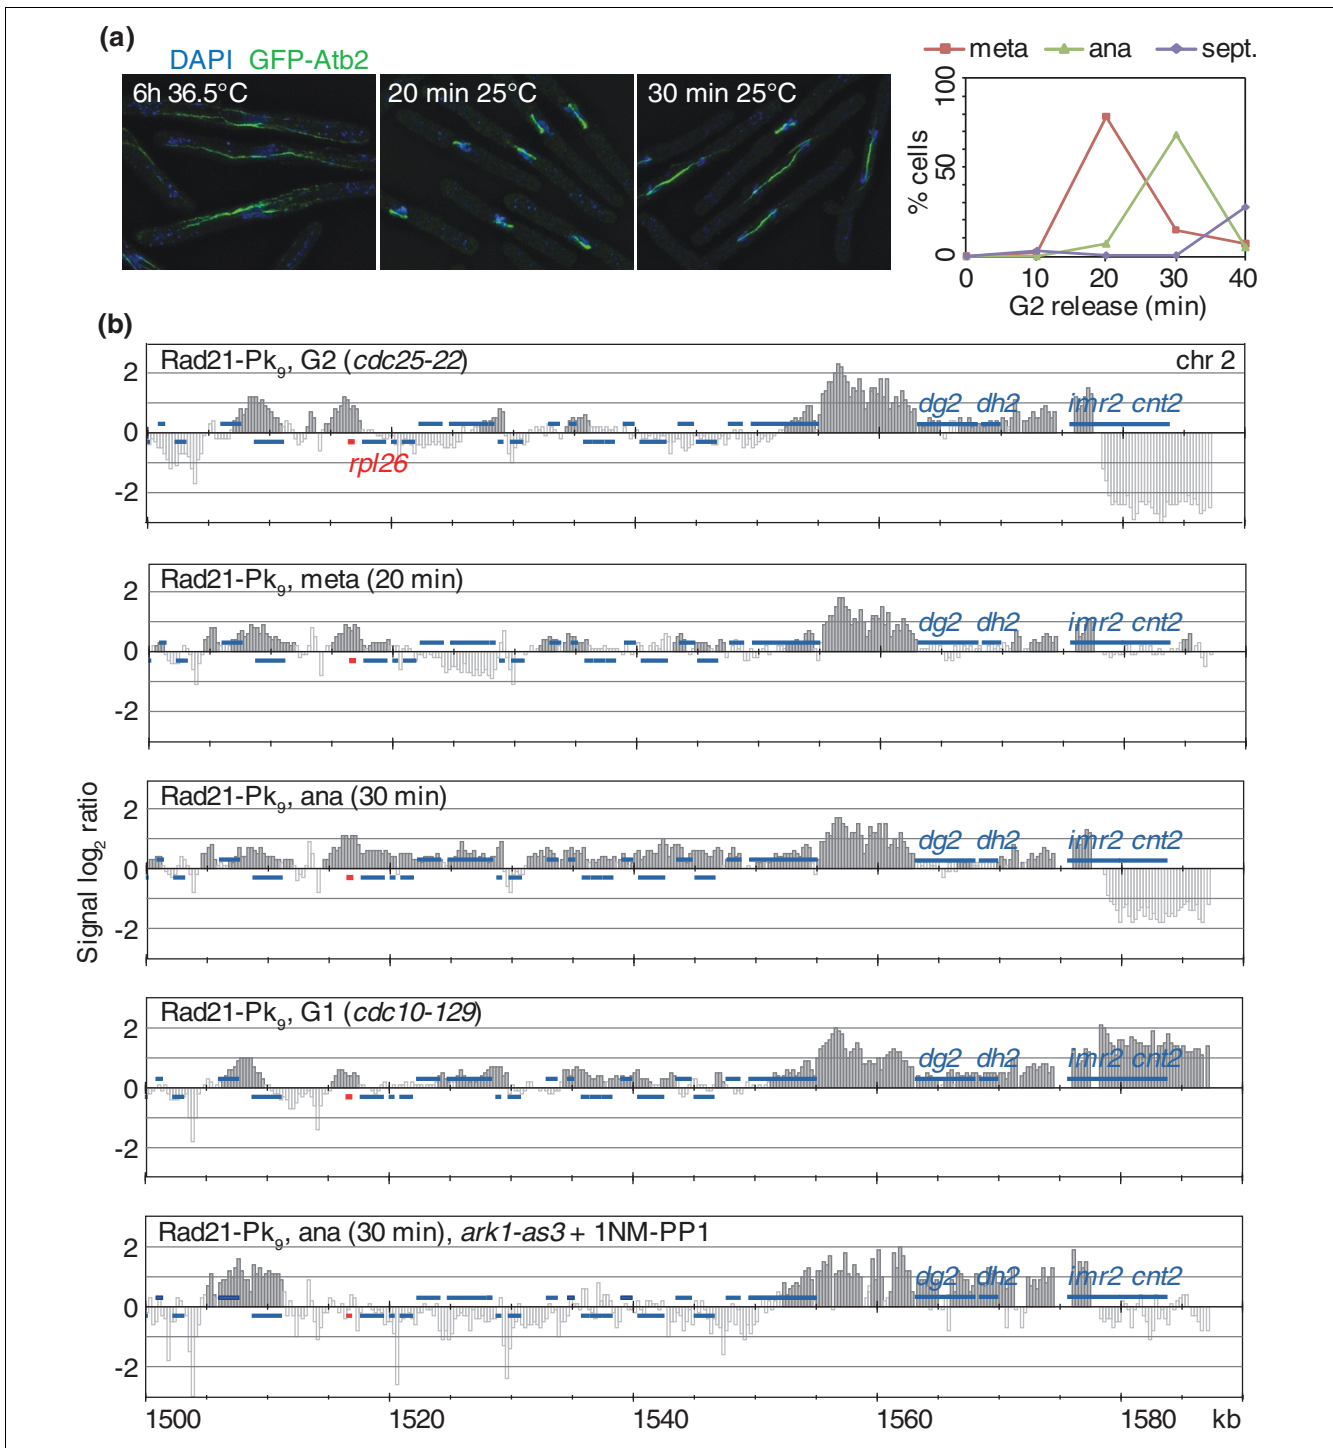 (a)
DAPI GFP-Atb2
6h 36.5°C
20 min 25°C
30 min 25°C
meta ana sept.
100
50
0
% cells
0 10 20 30 40
G2 release (min)
(b)
Rad21-Pk9, G2 (cdc25-22)
chr 2
2
0
-2
dg2 dh2 imr2 cnt2
rpl26
Rad21-Pk9, meta (20 min)
2
0
-2
dg2 dh2 imr2 cnt2
Signal log2 ratio
Rad21-Pk9, ana (30 min)
2
0
-2
dg2 dh2 imr2 cnt2
Rad21-Pk9, G1 (cdc10-129)
2
0
-2
dg2 dh2 imr2 cnt2
Rad21-Pk9, ana (30 min), ark1-as3 + 1NM-PP1
2
0
-2
dg2 dh2 imr2 cnt2
1500 1520 1540 1560 1580 kb